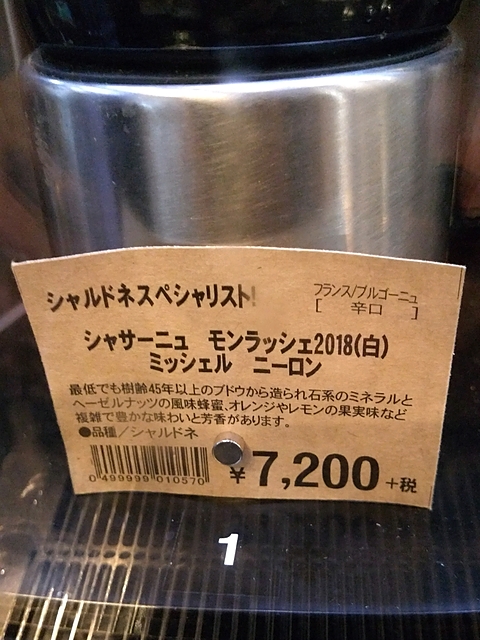 シャルドネスペシャリスト!
フランス/ブルゴーニュ
[ 辛口 ]
シャサーニュ モンラッシェ2018(白)
ミッシェル ニーロン
最低でも樹齢45年以上のブドウから造られ石系のミネラルと
ヘーゼルナッツの風味蜂蜜、オレンジやレモンの果実味など
複雑で豊かな味わいと芳香があります。
●品種/シャルドネ
0 499999 010570
¥7,200+税
1